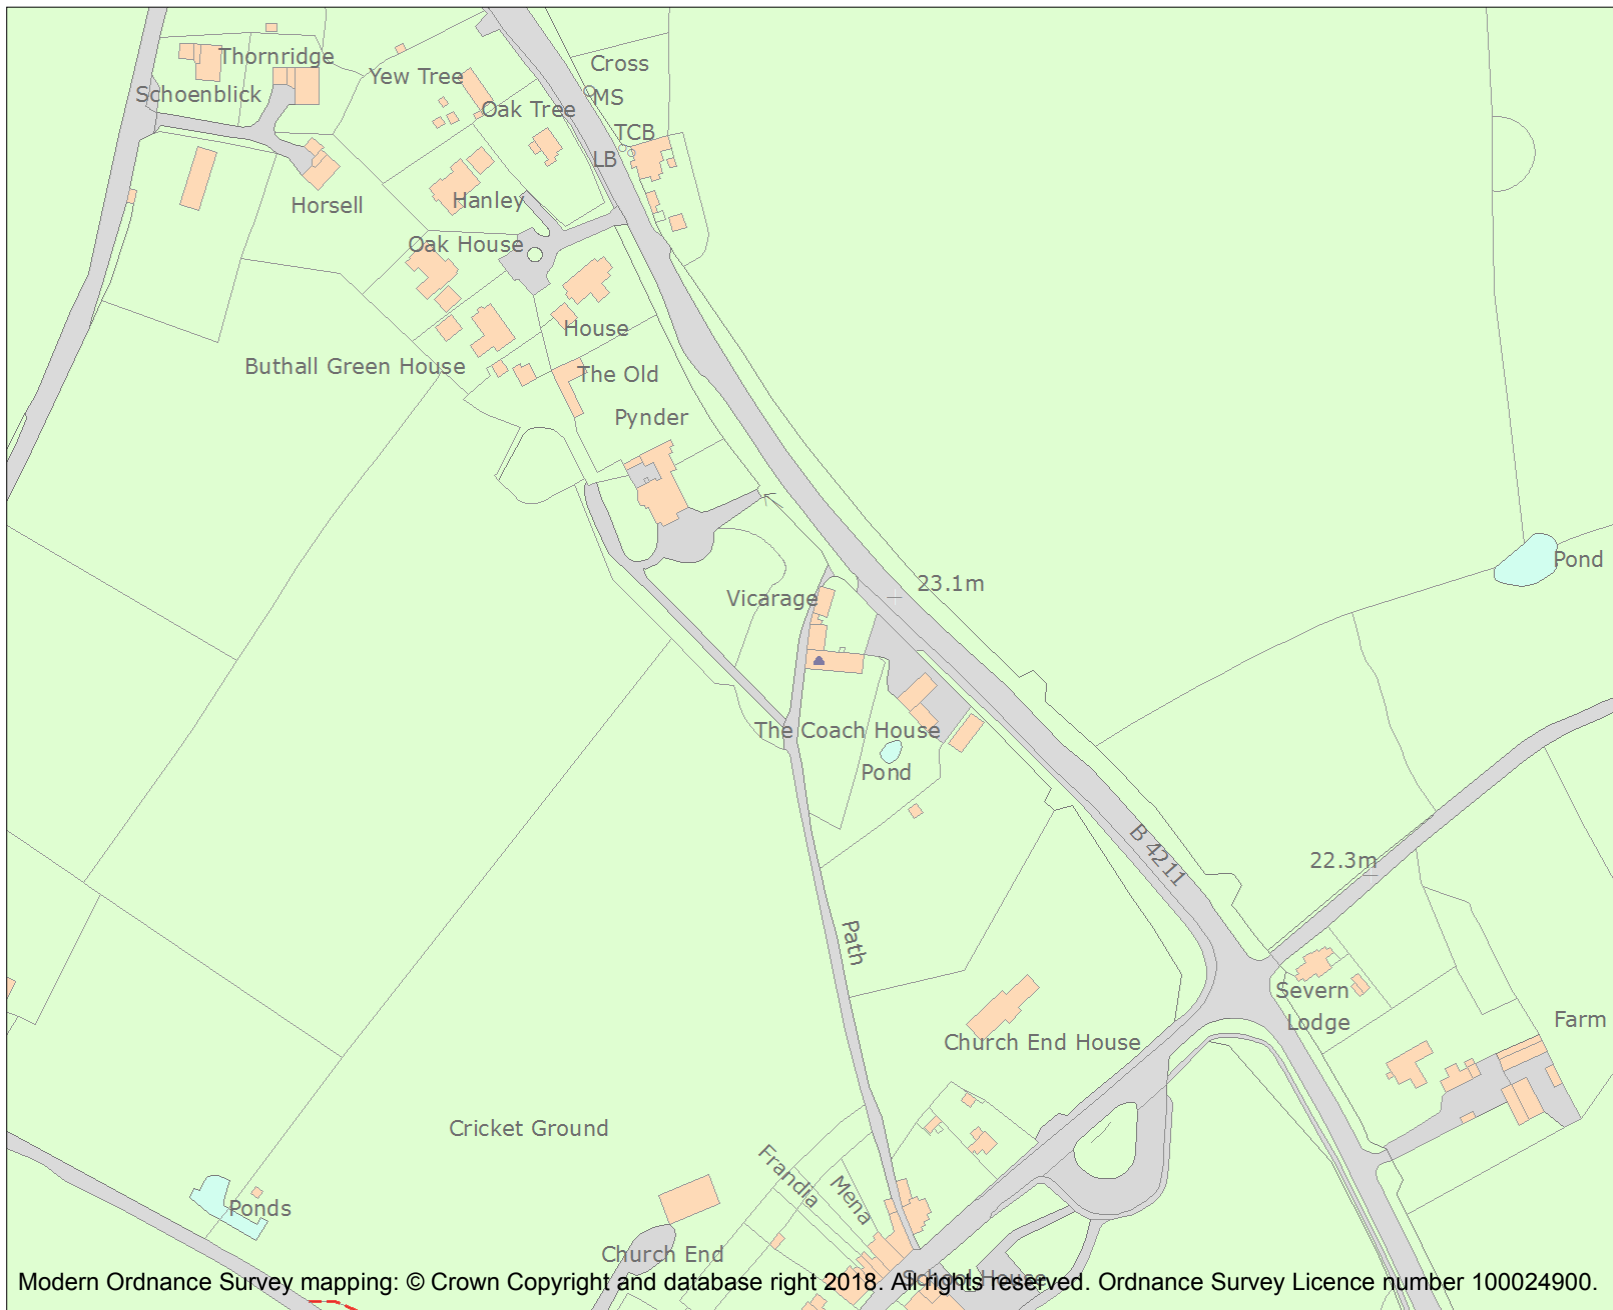 Cross
Thornridge
Yew Tree
Schoenblick
MS
Oak Tree
TCB
LB
Hanley
Horsell
Oak House
House
Buthall Green House
The Old
Pynder
Pond
23.1m
Vicarage
The Coach House
Pond
B 4211
22.3m
Path
Severn
Lodge
Farm
Church End House
Cricket Ground
Frandia
Mena
Ponds
Church End
School House
Modern Ordnance Survey mapping: © Crown Copyright and database right 2018. All rights reserved. Ordnance Survey Licence number 100024900.